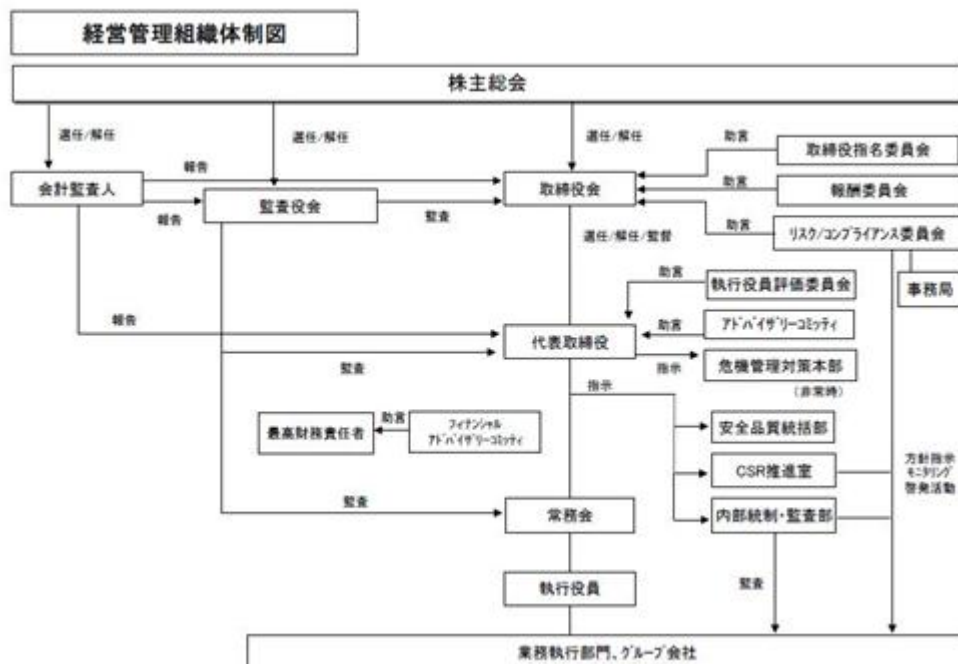 経営管理組織体制図
株主総会
選任/解任
選任/解任
選任/解任
助言
取締役指名委員会
会計監査人
報告
取締役会
助言
報酬委員会
報告
監査役会
監査
助言
リスク/コンプライアンス委員会
選任/解任/監督
事務局
助言
執行役員評価委員会
報告
助言
アドバイザリーコミッティ
代表取締役
監査
指示
危機管理対策本部
(非常時)
指示
最高財務責任者
助言
フィナンシャル
アドバイザリーコミッティ
安全品質統括部
CSR推進室
方針指示
モニタリング
啓発活動
監査
常務会
内部統制・監査部
執行役員
監査
業務執行部門、グループ会社